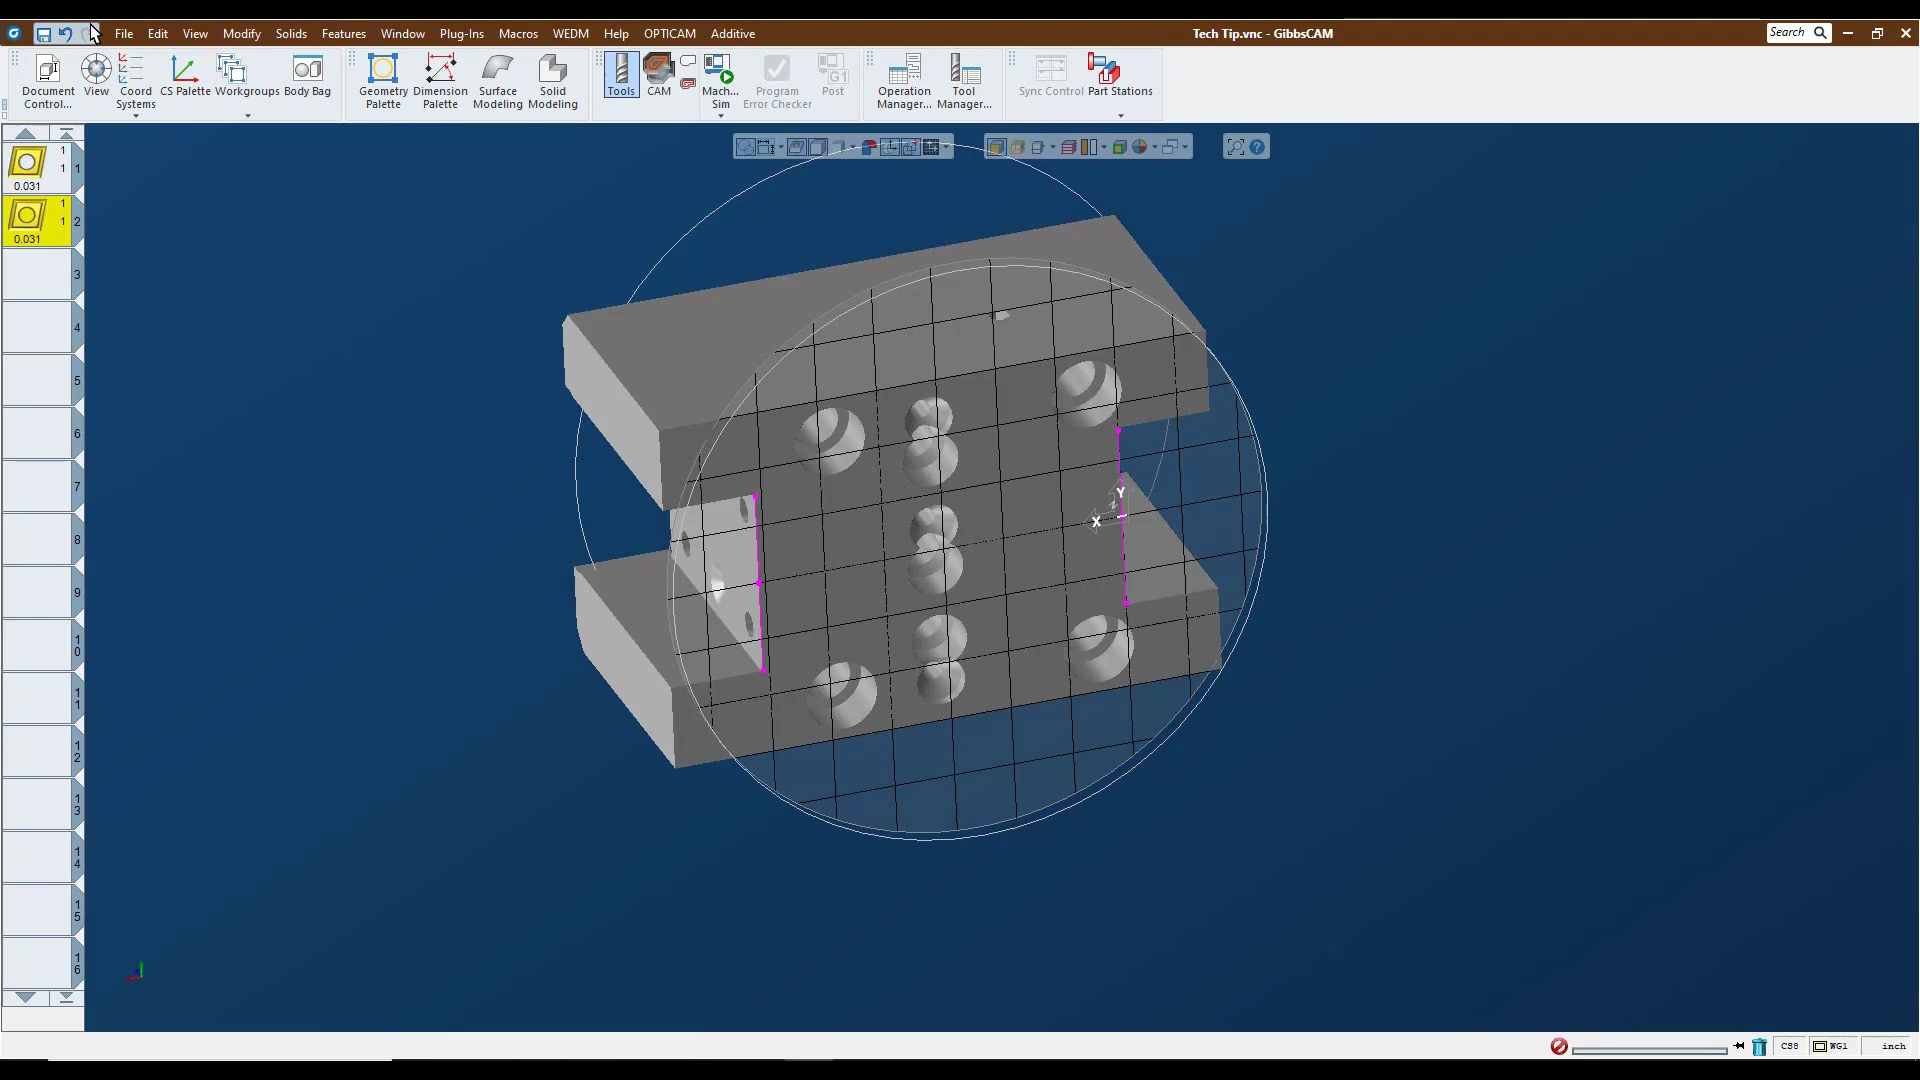 File Edit View Modify Solids Features Window Plug-Ins Macros WEDM Help OPTICAM Additive
Tech Tip.vnc - GibbsCAM
Search
Document Control...
View
Coord Systems
CS Palette
Workgroups
Body Bag
Geometry Palette
Dimension Palette
Surface Modeling
Solid Modeling
Tools
CAM
Mach... Sim
Program Error Checker
G1
Post
Operation Manager...
Tool Manager...
Sync Control
Part Stations
1
1 1
0.031
1
1 2
0.031
3
4
5
6
7
8
9
10
11
12
13
14
15
16
Y
Z
X
CS8 WG1 inch